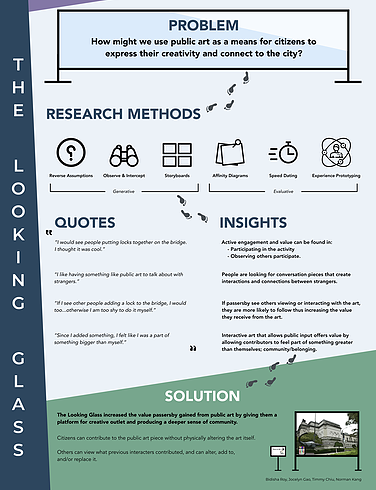 THE LOOKING GLASS
PROBLEM
How might we use public art as a means for citizens to
express their creativity and connect to the city?
RESEARCH METHODS
Reverse Assumptions
Observe & Intercept
Storyboards
Affinity Diagrams
Speed Dating
Experience Prototyping
Generative
Evaluative
QUOTES
"I would see people putting locks together on the bridge.
I thought it was cool."
"I like having something like public art to talk about with
strangers."
"If I see other people adding a lock to the bridge, I would
too...otherwise I am too shy to do it myself."
"Since I added something, I felt like I was a part of
something bigger than myself."
INSIGHTS
Active engagement and value can be found in:
- Participating in the activity
- Observing others participate.
People are looking for conversation pieces that create
interactions and connections between strangers.
If passersby see others viewing or interacting with the art,
they are more likely to follow thus increasing the value
they receive from the art.
Interactive art that allows public input offers value by
allowing contributors to feel part of something greater
than themselves; community/belonging.
SOLUTION
The Looking Glass increased the value passersby gained from public art by giving them a
platform for creative outlet and producing a deeper sense of community.
Citizens can contribute to the public art piece without physically altering the art itself.
Citizens can view what previous interactors contributed, and can alter, add to,
and/or replace it.